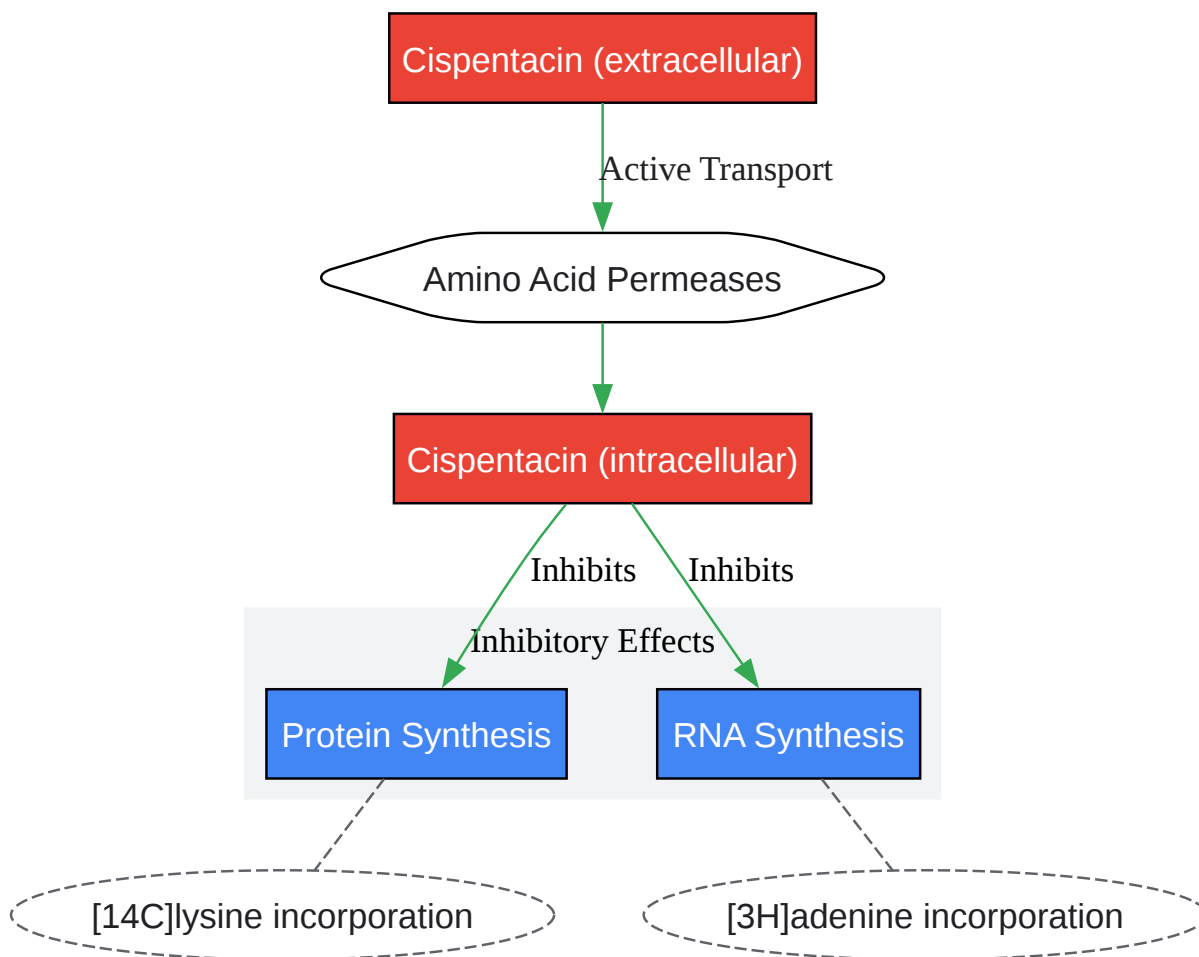 Cispentacin (extracellular)
Active Transport
Amino Acid Permeases
Cispentacin (intracellular)
Inhibits
Inhibits
Inhibitory Effects
Protein Synthesis
RNA Synthesis
[14C]lysine incorporation
[3H]adenine incorporation